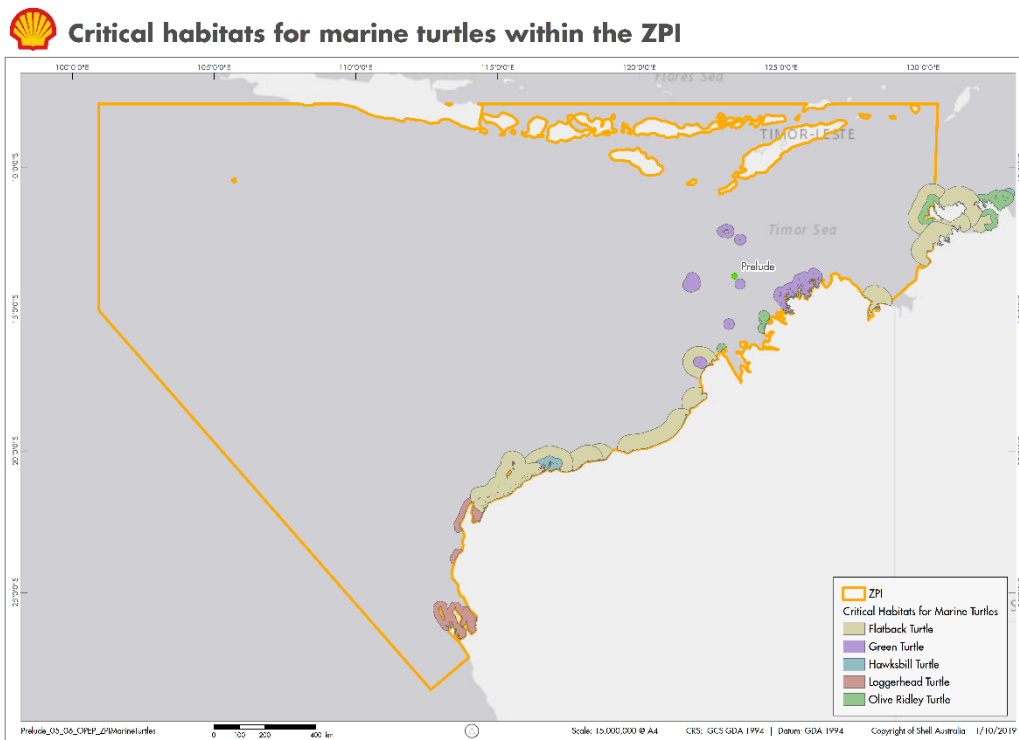 Critical habitats for marine turtles within the ZPI
100°0'0"E 105°0'0"E 110°0'0"E 115°0'0"E 120°0'0"E 125°0'0"E 130°0'0"E
Flores Sea
TIMOR-LESTE
10°0'0"S
Timor Sea
Prelude
15°0'0"S
20°0'0"S
25°0'0"S
ZPI
Critical Habitats for Marine Turtles
Flatback Turtle
Green Turtle
Hawksbill Turtle
Loggerhead Turtle
Olive Ridley Turtle
Prelude_05_06_OPEP_ZPIMarineTurtles
0 100 200 400 km
Scale: 15,000,000 @ A4 CRS: GCS GDA 1994 | Datum: GDA 1994 Copyright of Shell Australia 1/10/2019